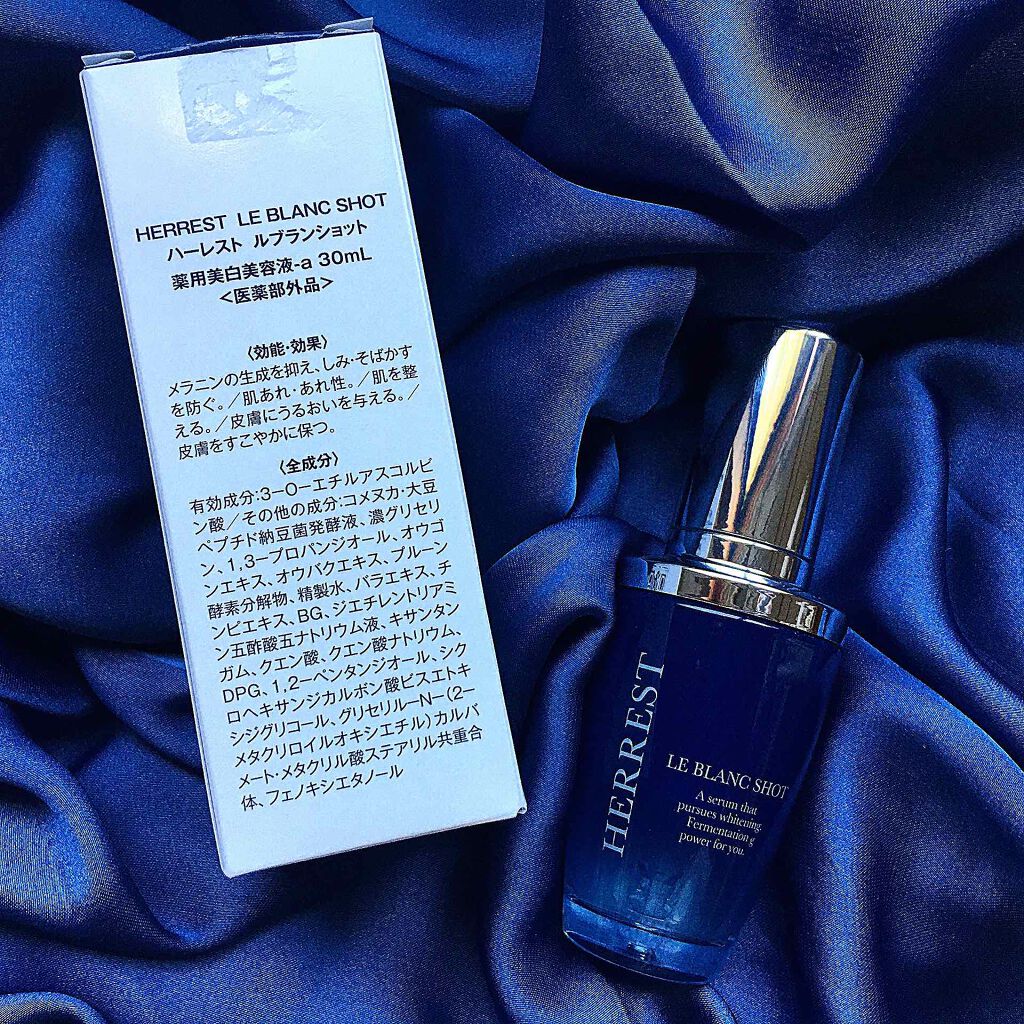 HERREST LE BLANC SHOT
ハーレスト ルブランショット
薬用美白美容液-a 30mL
<医薬部外品>
〈効能・効果〉
メラニンの生成を抑え、しみ・そばかす
を防ぐ。／肌あれ・あれ性。／肌を整
える。／皮膚にうるおいを与える。／
皮膚をすこやかに保つ。
〈全成分〉
有効成分:3-O-エチルアスコルビ
ン酸／その他の成分:コメヌカ・大豆
ペプチド納豆菌発酵液、濃グリセリ
ン、1,3-プロパンジオール、オウゴ
ンエキス、オウバクエキス、プルーン
酵素分解物、精製水、バラエキス、チ
ンピエキス、BG、ジエチレントリアミ
ン五酢酸五ナトリウム液、キサンタン
ガム、クエン酸、クエン酸ナトリウム、
DPG、1,2-ペンタンジオール、シク
ロヘキサンジカルボン酸ビスエトキ
シジグリコール、グリセリル-N-(2-
メタクリロイルオキシエチル)カルバ
メート・メタクリル酸ステアリル共重合
体、フェノキシエタノール
HERREST
LE BLANC SHOT
A serum that
pursues whitening.
Fermentation g
power for you.